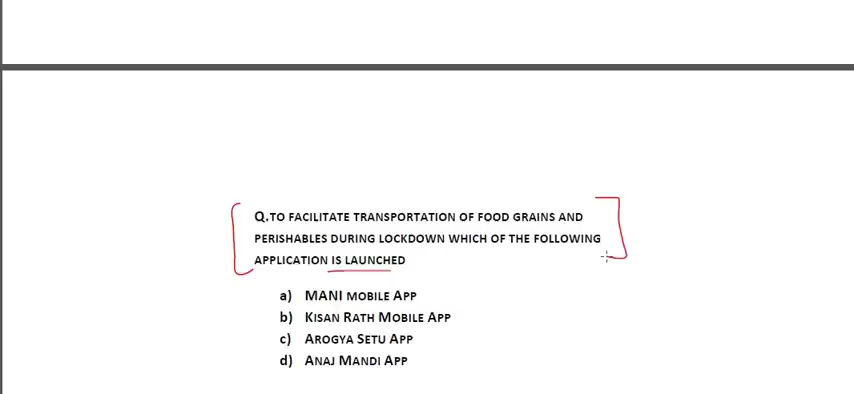 Q.TO FACILITATE TRANSPORTATION OF FOOD GRAINS AND
PERISHABLES DURING LOCKDOWN WHICH OF THE FOLLOWING
APPLICATION IS LAUNCHED
a) MANI MOBILE APP
b) KISAN RATH MOBILE APP
c) AROGYA SETU APP
d) ANAJ MANDI APP